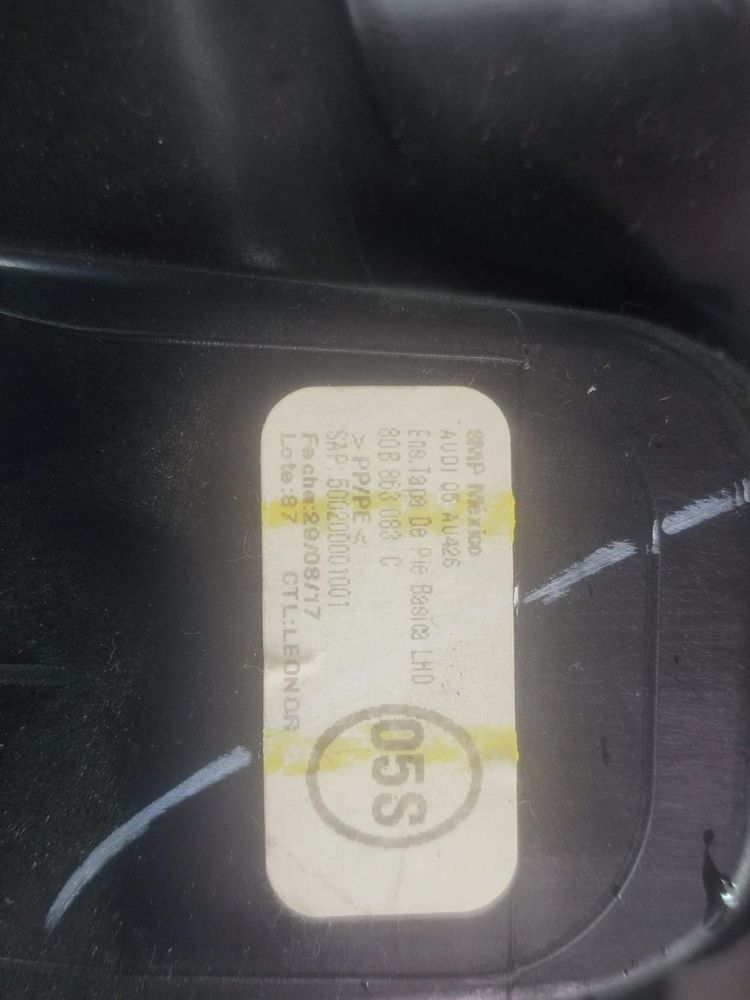 SMP México
AUDI Q5 AU426
Ens.Tapa De Pie Basica LHD
80B 863 083 C
>PP/PE<
SAP: 500200001001
Fecha:29/08/17
Lote:87 CTL:LEONOR
05S